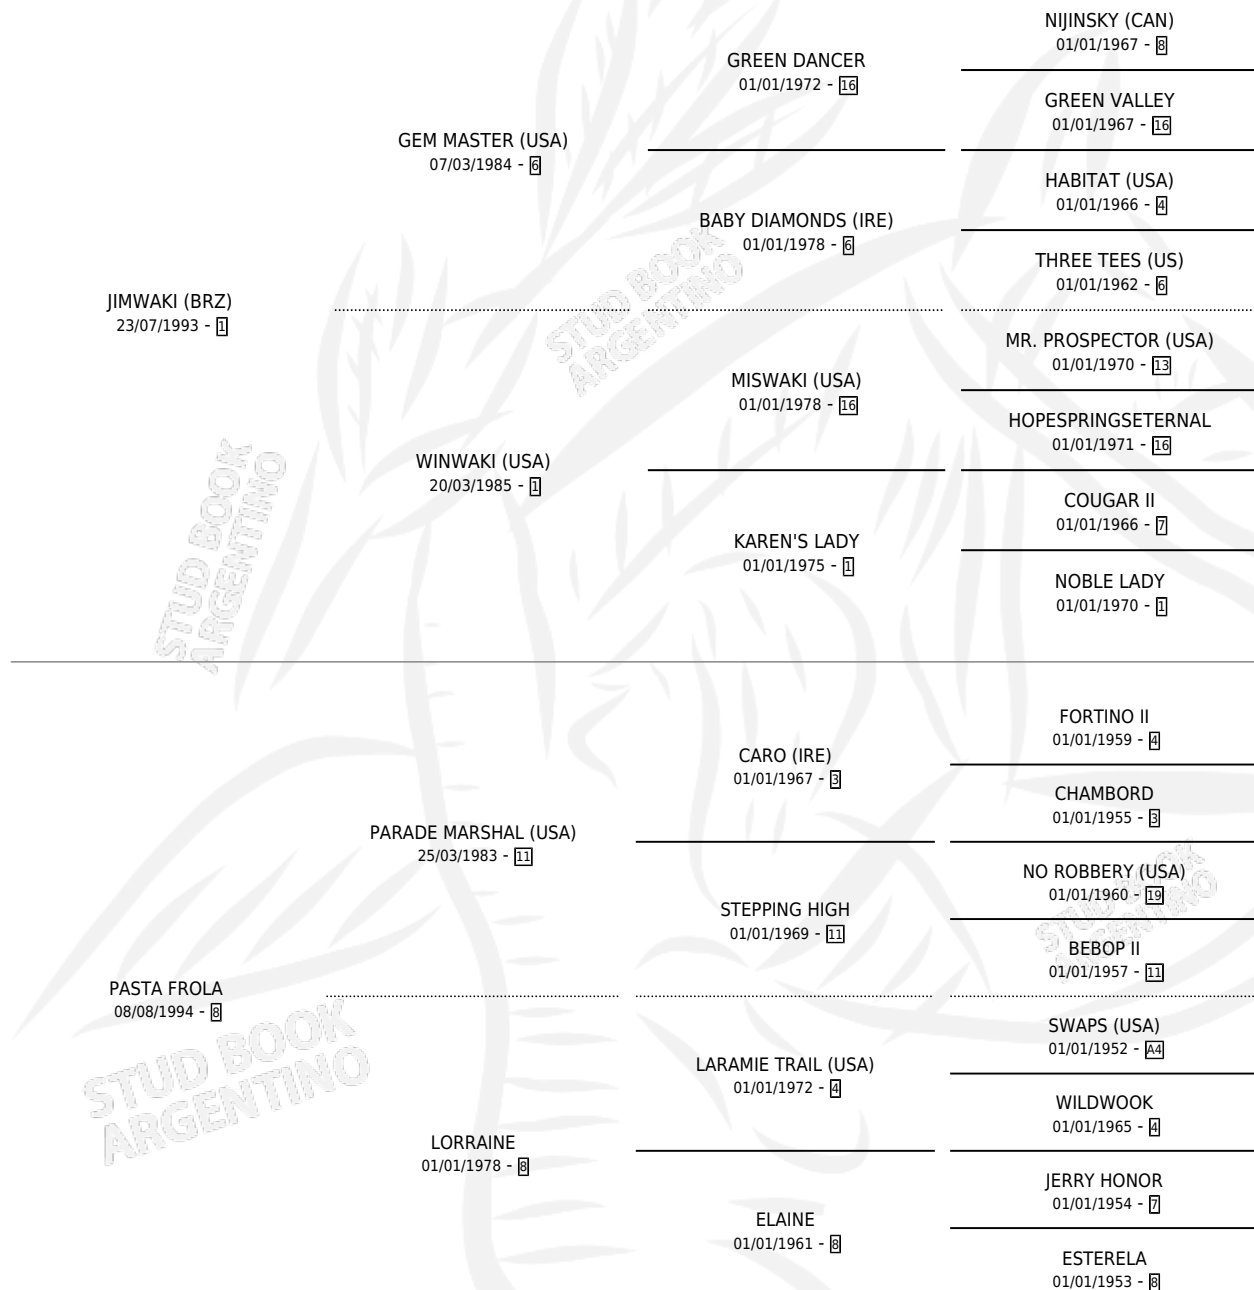 NIJINSKY (CAN)
01/01/1967 - 8
GREEN DANCER
01/01/1972 - 16
GREEN VALLEY
01/01/1967 - 16
GEM MASTER (USA)
07/03/1984 - 6
HABITAT (USA)
01/01/1966 - 4
BABY DIAMONDS (IRE)
01/01/1978 - 6
THREE TEES (US)
01/01/1962 - 6
JIMWAKI (BRZ)
23/07/1993 - 1
MR. PROSPECTOR (USA)
01/01/1970 - 13
MISWAKI (USA)
01/01/1978 - 16
HOPESPRINGSETERNAL
01/01/1971 - 16
WINWAKI (USA)
20/03/1985 - 1
COUGAR II
01/01/1966 - 7
KAREN'S LADY
01/01/1975 - 1
NOBLE LADY
01/01/1970 - 1
FORTINO II
01/01/1959 - 4
CARO (IRE)
01/01/1967 - 3
CHAMBORD
01/01/1955 - 3
PARADE MARSHAL (USA)
25/03/1983 - 11
NO ROBBERY (USA)
01/01/1960 - 19
STEPPING HIGH
01/01/1969 - 11
BEBOP II
01/01/1957 - 11
PASTA FROLA
08/08/1994 - 8
SWAPS (USA)
01/01/1952 - A4
LARAMIE TRAIL (USA)
01/01/1972 - 4
WILDWOOK
01/01/1965 - 4
LORRAINE
01/01/1978 - 8
JERRY HONOR
01/01/1954 - 7
ELAINE
01/01/1961 - 8
ESTERELA
01/01/1953 - 8
STUD BOOK
ARGENTINO
STUD BOOK
ARGENTINO
STUD BOOK
ARGENTINO
STUD BOOK
ARGENTINO